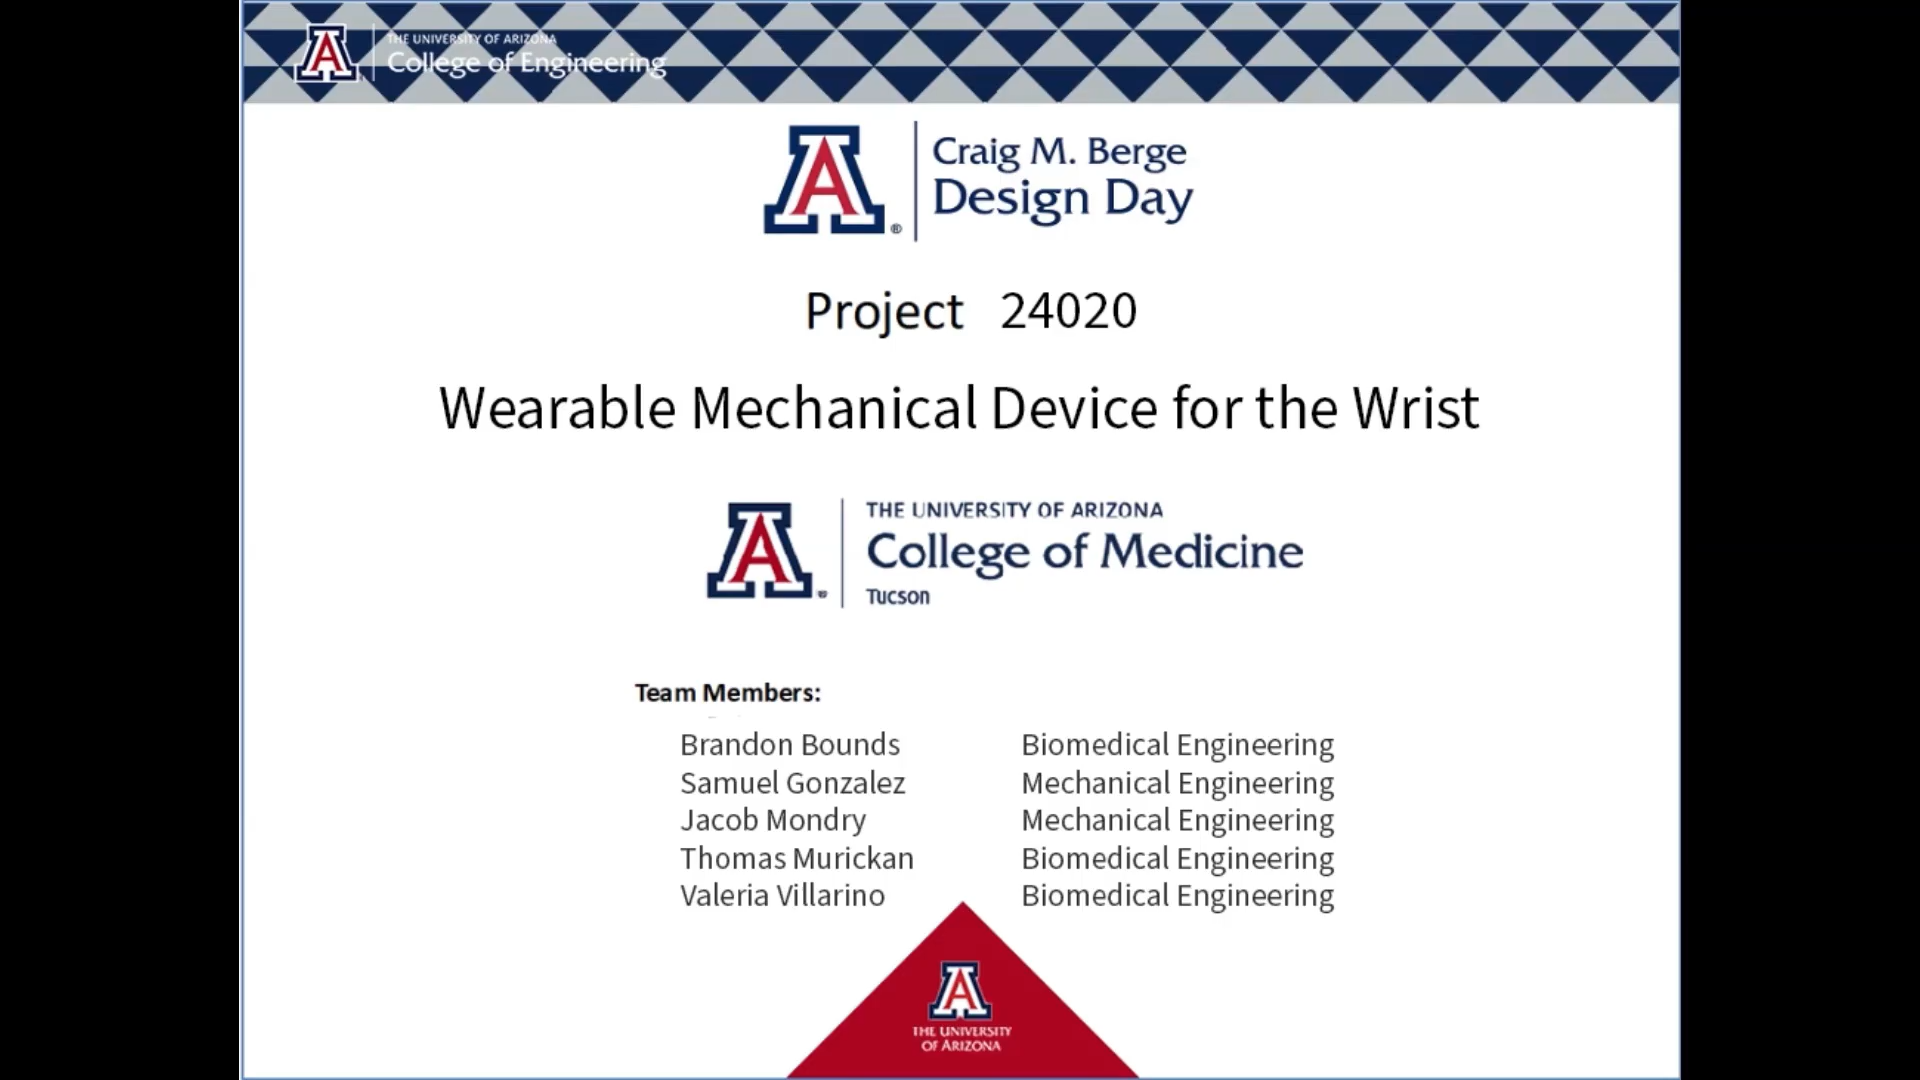 THE UNIVERSITY OF ARIZONA
College of Engineering
A
Craig M. Berge
Design Day
Project 24020
Wearable Mechanical Device for the Wrist
A
THE UNIVERSITY OF ARIZONA
College of Medicine
Tucson
Team Members:
Brandon Bounds Biomedical Engineering
Samuel Gonzalez Mechanical Engineering
Jacob Mondry Mechanical Engineering
Thomas Murickan Biomedical Engineering
Valeria Villarino Biomedical Engineering
A
THE UNIVERSITY
OF ARIZONA